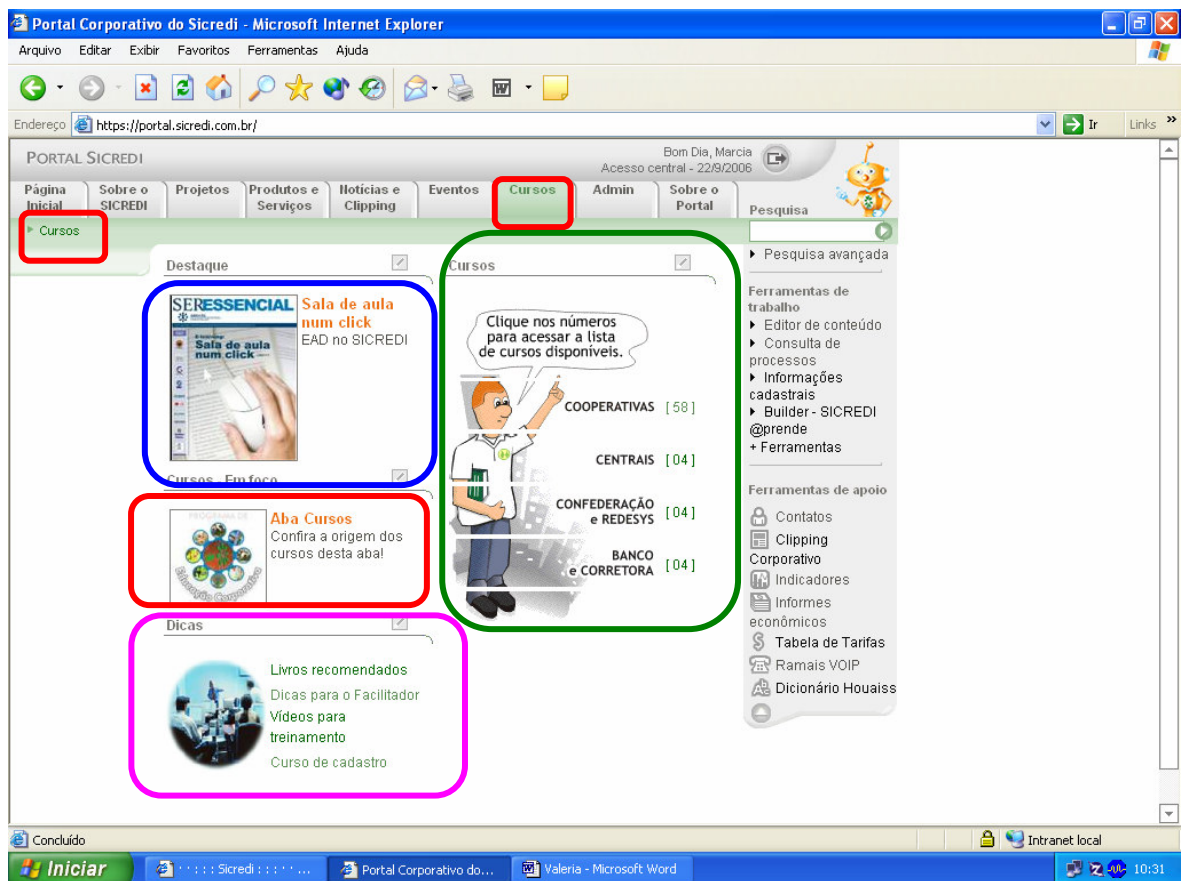 Portal Corporativo do Sicredi - Microsoft Internet Explorer
Arquivo Editar Exibir Favoritos Ferramentas Ajuda
Endereço https://portal.sicredi.com.br/ Ir Links »
PORTAL SICREDI
Bom Dia, Marcia
Acesso central - 22/9/2006
Página Inicial
Sobre o SICREDI
Projetos
Produtos e Serviços
Notícias e Clipping
Eventos
Cursos
Admin
Sobre o Portal
Pesquisa
Cursos
Pesquisa avançada
Destaque
SERESSENCIAL
Sala de aula
num click
Sala de aula
num click
EAD no SICREDI
Cursos - Em foco
PROGRAMA DE
Educação Corporativa
Aba Cursos
Confira a origem dos
cursos desta aba!
Dicas
Livros recomendados
Dicas para o Facilitador
Vídeos para
treinamento
Curso de cadastro
Cursos
Clique nos números
para acessar a lista
de cursos disponíveis.
COOPERATIVAS [ 58 ]
CENTRAIS [ 04 ]
CONFEDERAÇÃO
e REDESYS [ 04 ]
BANCO
e CORRETORA [ 04 ]
Ferramentas de
trabalho
Editor de conteúdo
Consulta de
processos
Informações
cadastrais
Builder - SICREDI
@prende
+ Ferramentas
Ferramentas de apoio
Contatos
Clipping
Corporativo
Indicadores
Informes
econômicos
Tabela de Tarifas
Ramais VOIP
Dicionário Houaiss
Concluído
Intranet local
Iniciar
: : : : : Sicredi : : : : ...
Portal Corporativo do...
Valeria - Microsoft Word
10:31